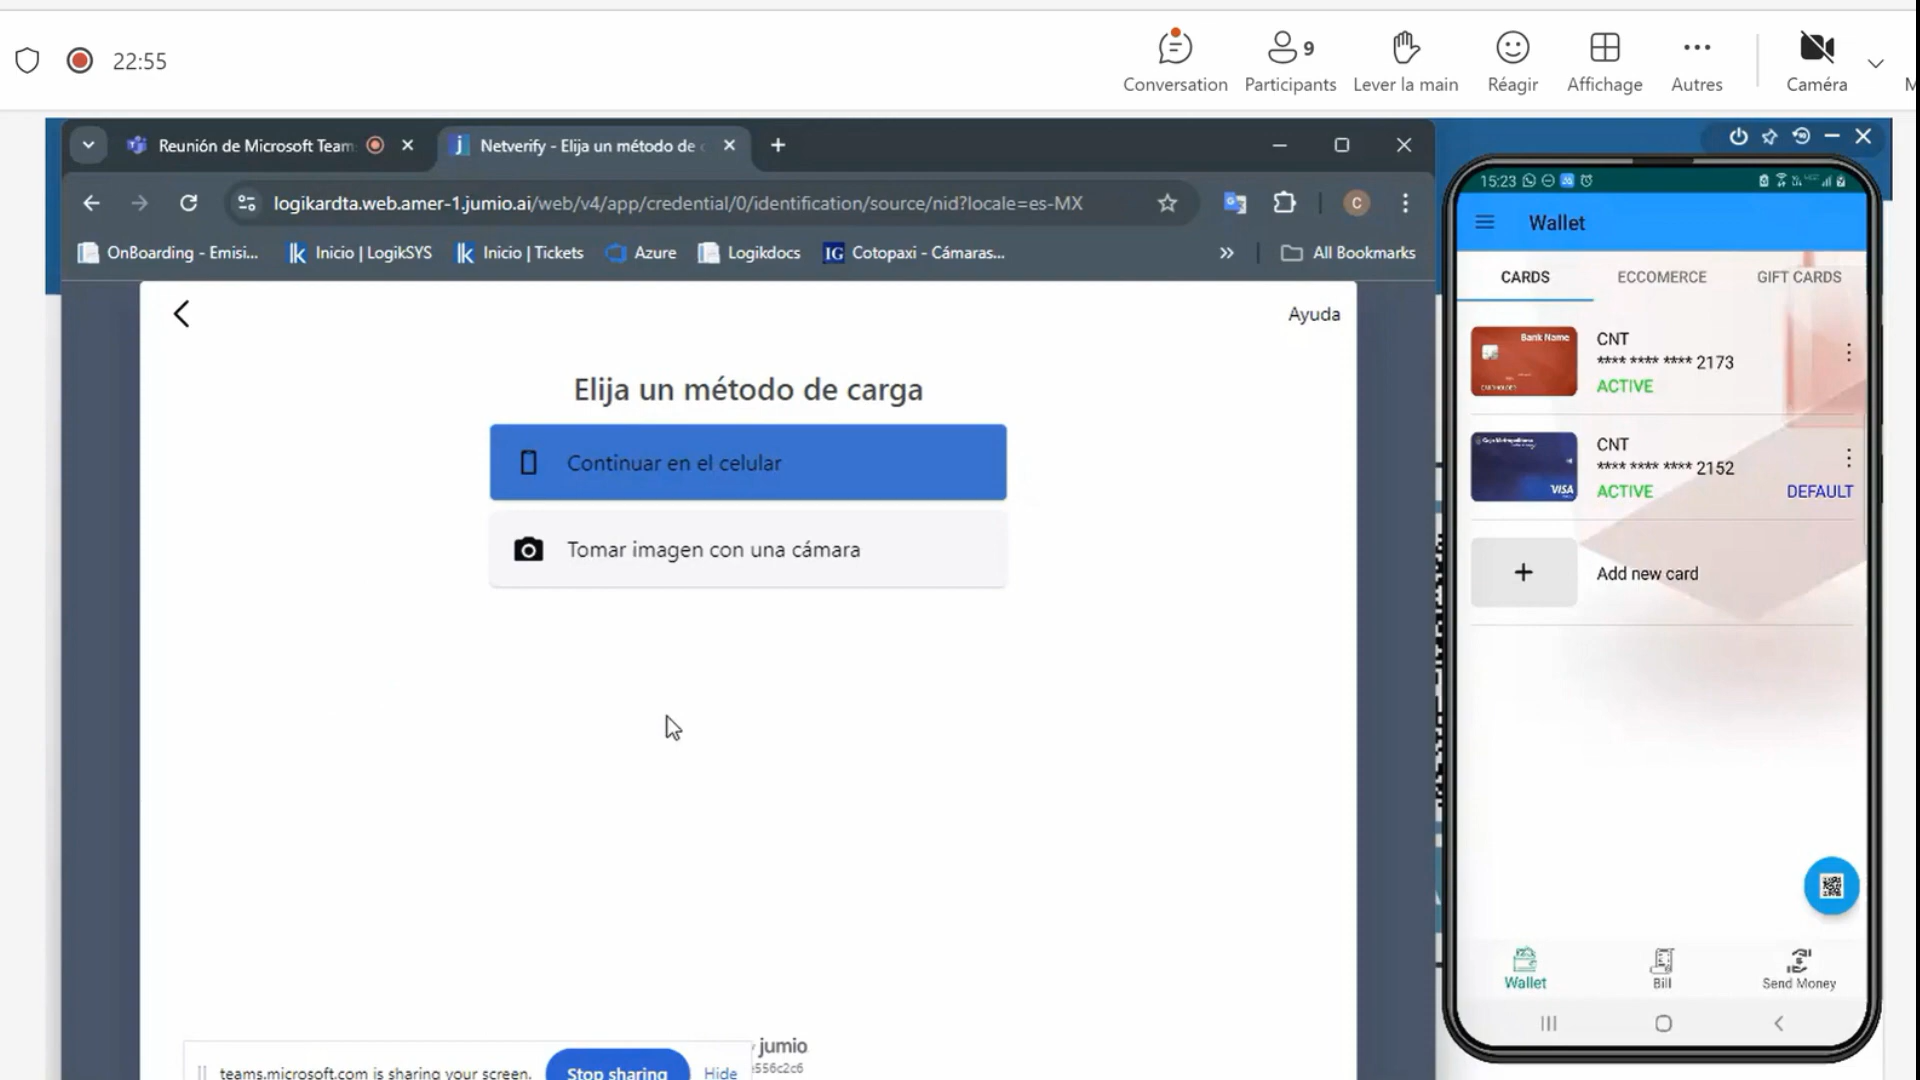 22:55
Conversation
9
Participants
Lever la main
Réagir
Affichage
Autres
Caméra
M
Reunión de Microsoft Team
Netverify - Elija un método de
logikardta.web.amer-1.jumio.ai/web/v4/app/credential/0/identification/source/nid?locale=es-MX
C
OnBoarding - Emisi...
Inicio | LogikSYS
Inicio | Tickets
Azure
Logikdocs
IG Cotopaxi - Cámaras...
All Bookmarks
Ayuda
Elija un método de carga
Continuar en el celular
Tomar imagen con una cámara
jumio
556c2c6
teams.microsoft.com is sharing your screen.
Stop sharing
Hide
15:23
Wallet
CARDS
ECCOMERCE
GIFT CARDS
Bank Name
CNT
**** **** **** 2173
ACTIVE
VISA
CNT
**** **** **** 2152
ACTIVE
DEFAULT
+
Add new card
Wallet
Bill
Send Money